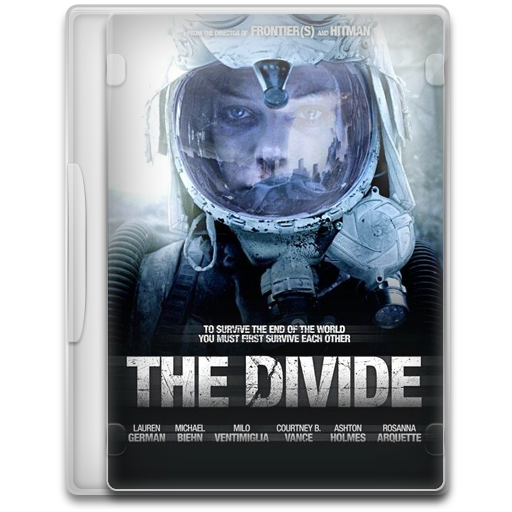 FROM THE DIRECTOR OF FRONTIER(S) AND HITMAN
TO SURVIVE THE END OF THE WORLD
YOU MUST FIRST SURVIVE EACH OTHER
THE DIVIDE
LAUREN GERMAN MICHAEL BIEHN MILO VENTIMIGLIA COURTNEY B. VANCE ASHTON HOLMES ROSANNA ARQUETTE